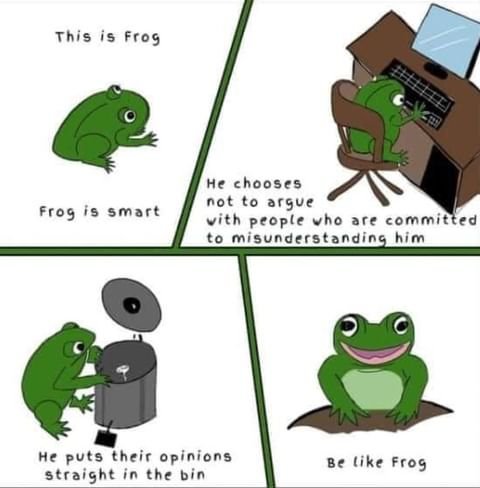 This is Frog
Frog is smart
He chooses
not to argue
with people who are committed
to misunderstanding him
He puts their opinions
straight in the bin
Be like Frog